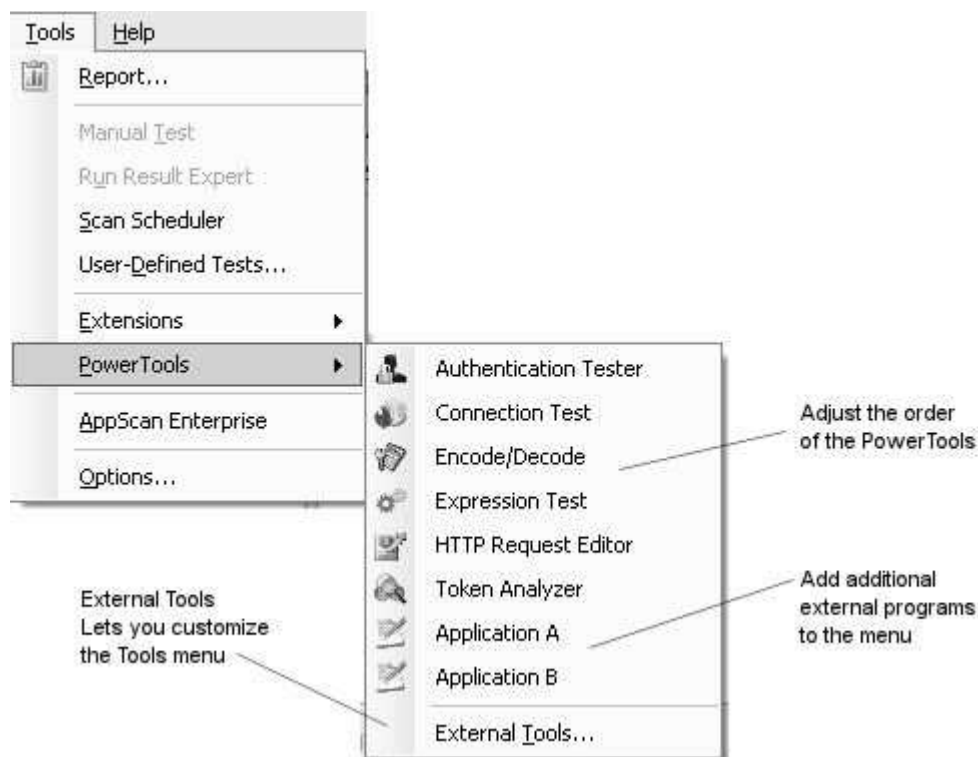 Tools Help
Report...
Manual Test
Run Result Expert
Scan Scheduler
User-Defined Tests...
Extensions
PowerTools
AppScan Enterprise
Options...
Authentication Tester
Connection Test
Encode/Decode
Expression Test
HTTP Request Editor
Token Analyzer
Application A
Application B
External Tools...
Adjust the order
of the PowerTools
Add additional
external programs
to the menu
External Tools
Lets you customize
the Tools menu